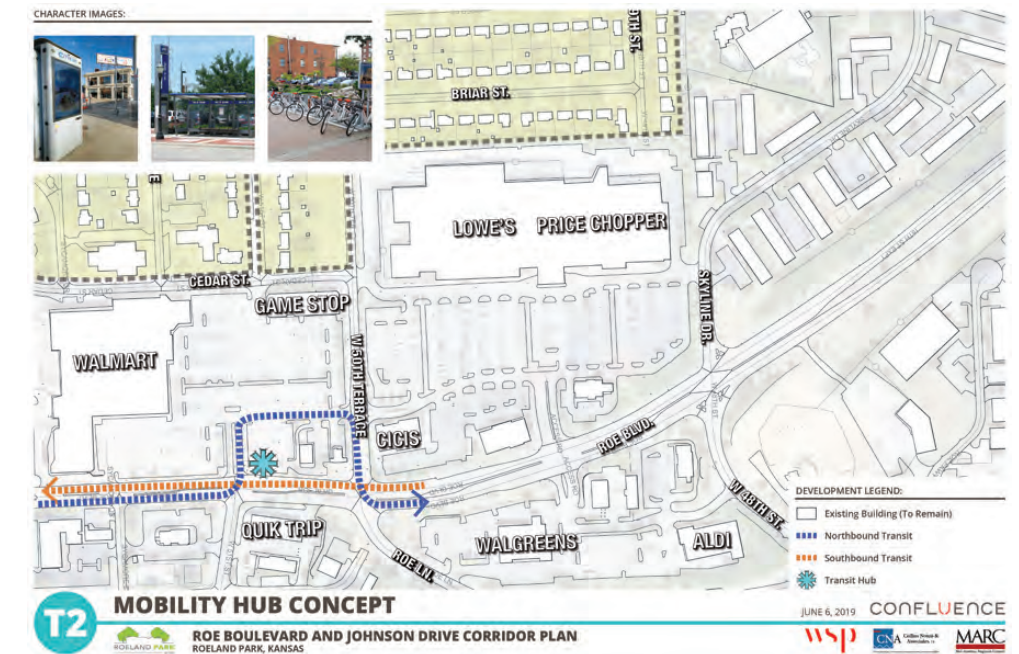 CHARACTER IMAGES:
9TH ST.
BRIAR ST.
E
LOWE'S PRICE CHOPPER
CEDAR ST.
GAME STOP
SKYLINE DR.
WALMART
W 50TH TERRACE
CICIS
ROE BLVD.
W 48TH ST.
QUIK TRIP
WALGREENS
ALDI
ROE LN.
DEVELOPMENT LEGEND:
Existing Building (To Remain)
Northbound Transit
Southbound Transit
Transit Hub
T2
MOBILITY HUB CONCEPT
JUNE 6, 2019
CONFLUENCE
ROELAND PARK
ROE BOULEVARD AND JOHNSON DRIVE CORRIDOR PLAN
ROELAND PARK, KANSAS
wsp
CNA
MARC